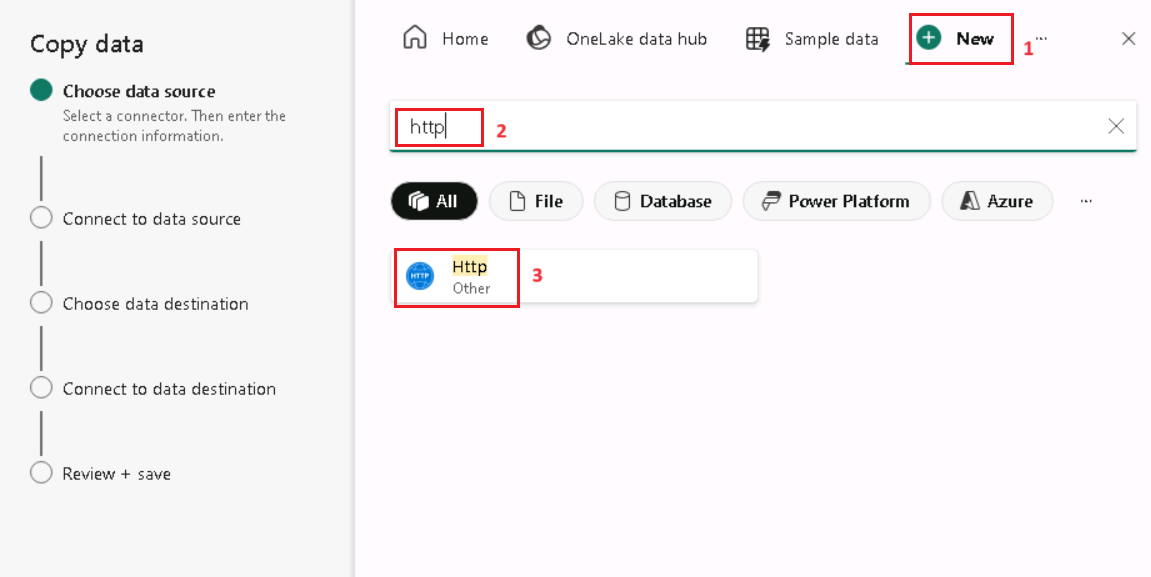 Copy data
Choose data source
Select a connector. Then enter the
connection information.
Connect to data source
Choose data destination
Connect to data destination
Review + save
Home
OneLake data hub
Sample data
New
1
...
http
2
All
File
Database
Power Platform
Azure
...
HTTP
Http
Other
3